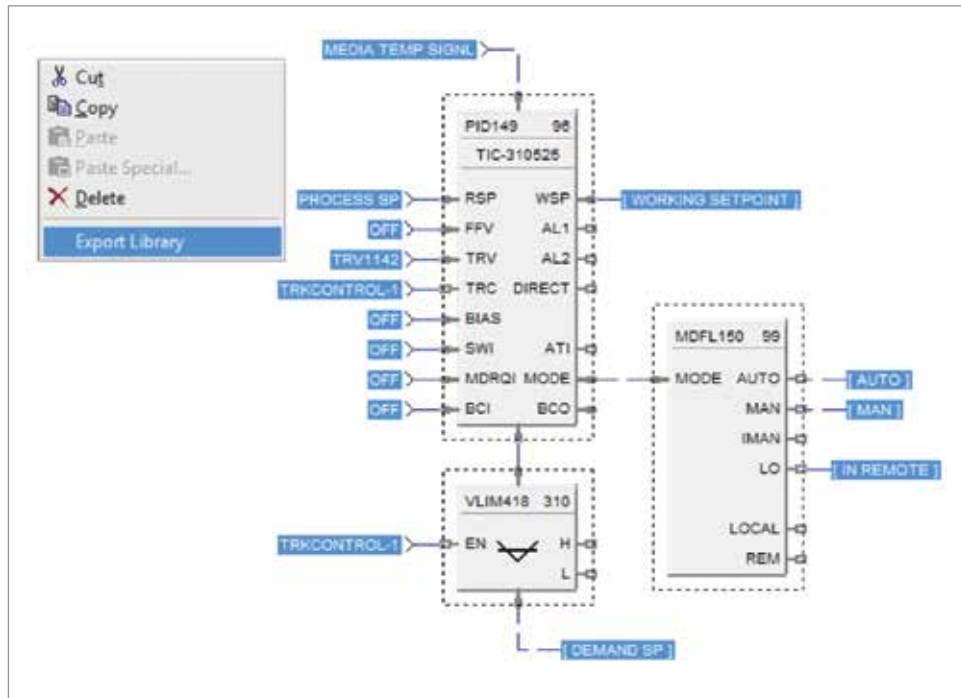 MEDIA TEMP SIGNL
Cut
Copy
Paste
Paste Special...
Delete
Export Library
PID149 96
TIC-310525
PROCESS SP RSP WSP [ WORKING SETPOINT ]
OFF FFV AL1
TRV1142 TRV AL2
TRKCONTROL-1 TRC DIRECT
OFF BIAS
OFF SWI ATI
OFF MDRQI MODE
OFF BCI BCO
MDFL150 99
MODE AUTO [ AUTO ]
MAN [ MAN ]
IMAN
LO [ IN REMOTE ]
LOCAL
REM
VLIM418 310
TRKCONTROL-1 EN H
L
[ DEMAND SP ]